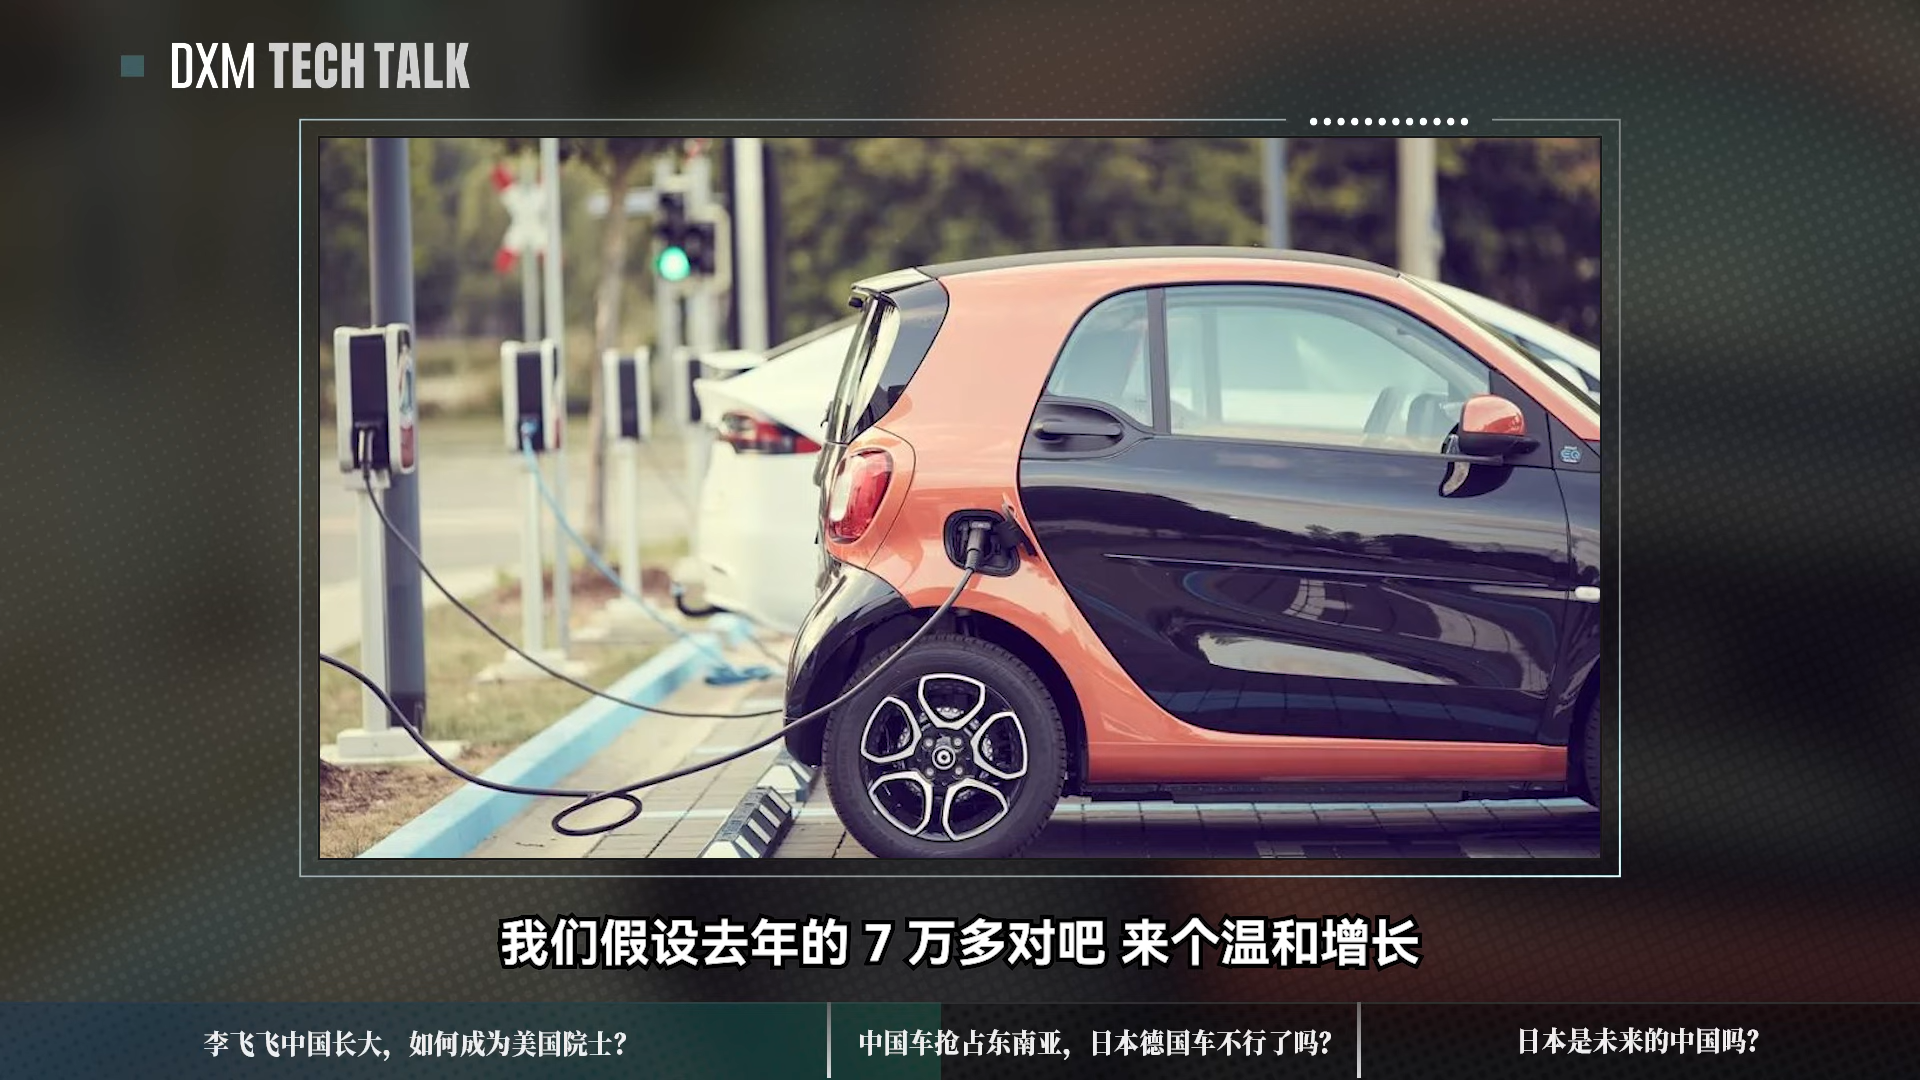 DXM TECH TALK
EQ
我们假设去年的 7 万多对吧 来个温和增长
李飞飞中国长大，如何成为美国院士？
中国车抢占东南亚，日本德国车不行了吗？
日本是未来的中国吗？